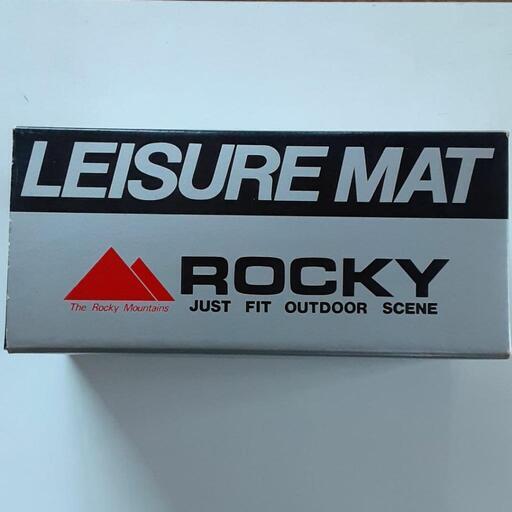 LEISURE MAT
ROCKY
The Rocky Mountains
JUST FIT OUTDOOR SCENE